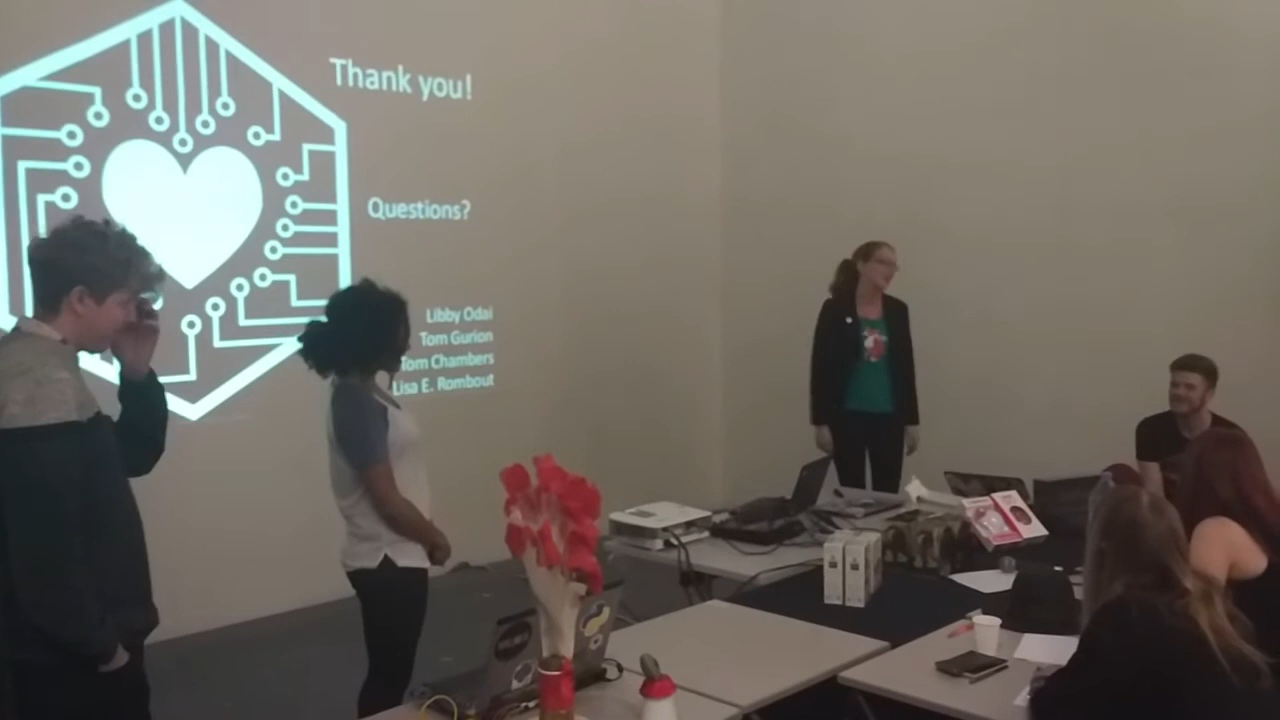 Thank you!
Questions?
Libby Odai
Tom Gurion
Tom Chambers
Lisa E. Rombout